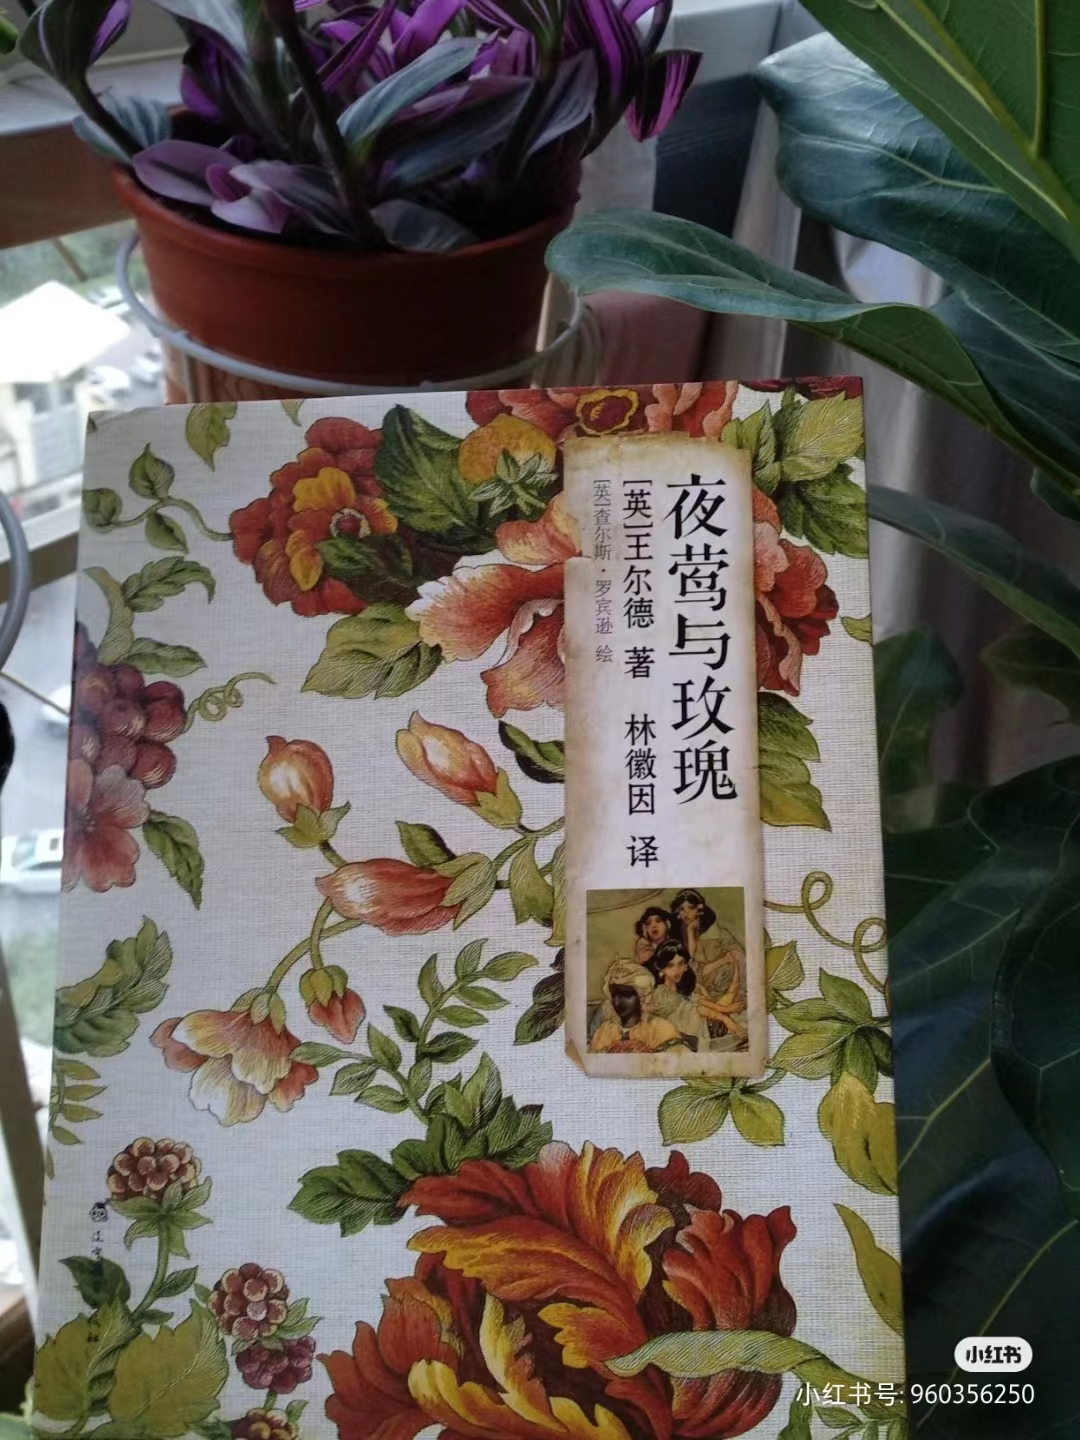 夜莺与玫瑰
[英]王尔德 著 林徽因 译
[英]查尔斯·罗宾逊 绘
小红书
小红书号: 960356250